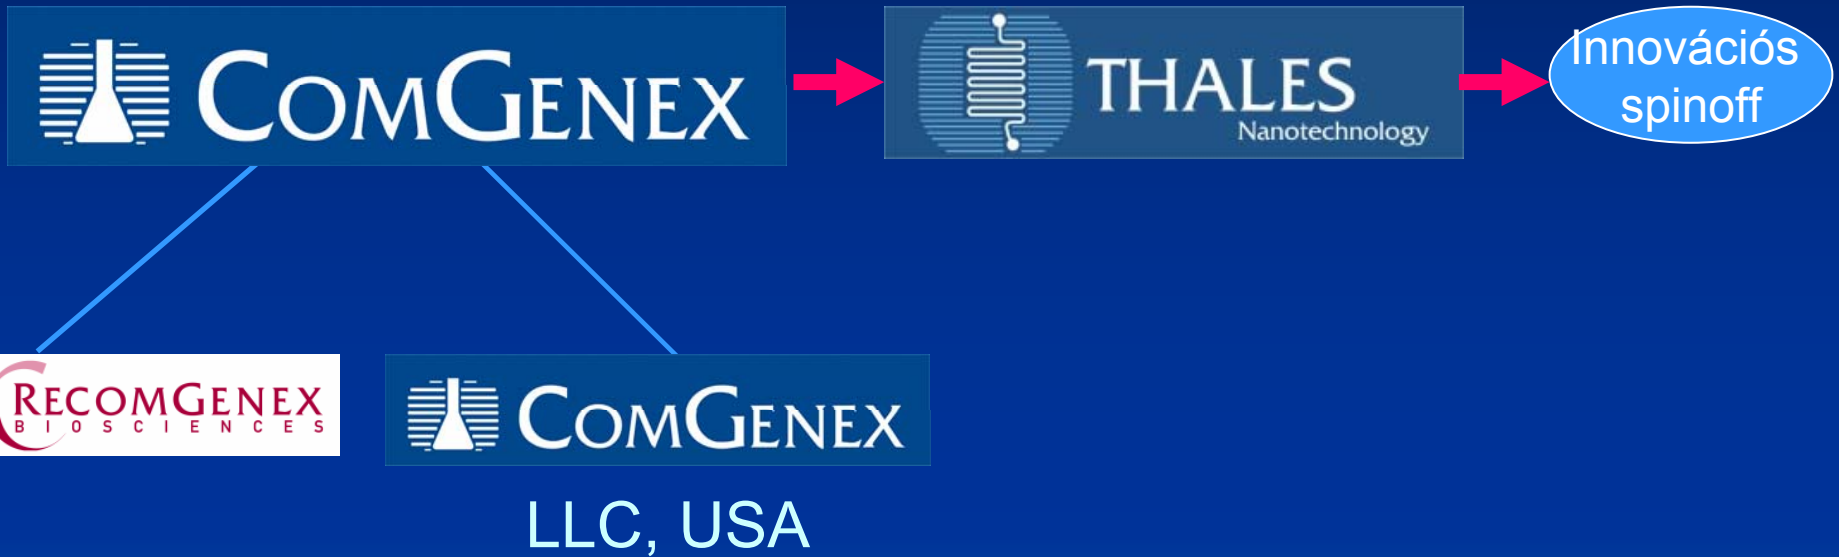 COMGENEX
THALES
Nanotechnology
Innovációs
spinoff
RECOMGENEX
BIOSCIENCES
COMGENEX
LLC, USA